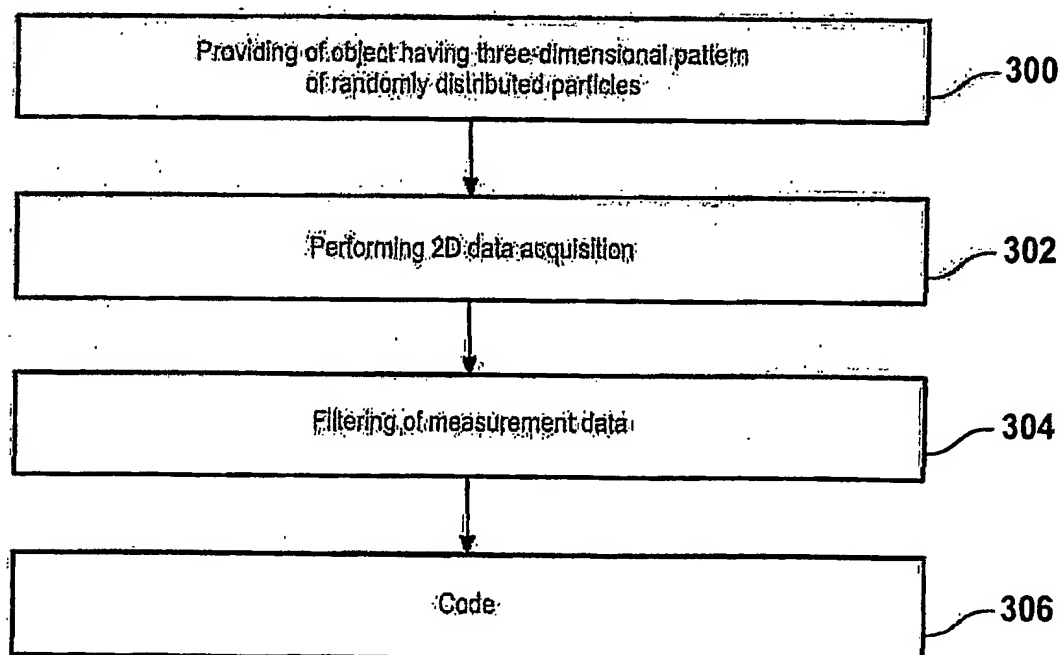 Providing of object having three-dimensional pattern
of randomly distributed particles
300
Performing 2D data acquisition
302
Filtering of measurement data
304
Code
306